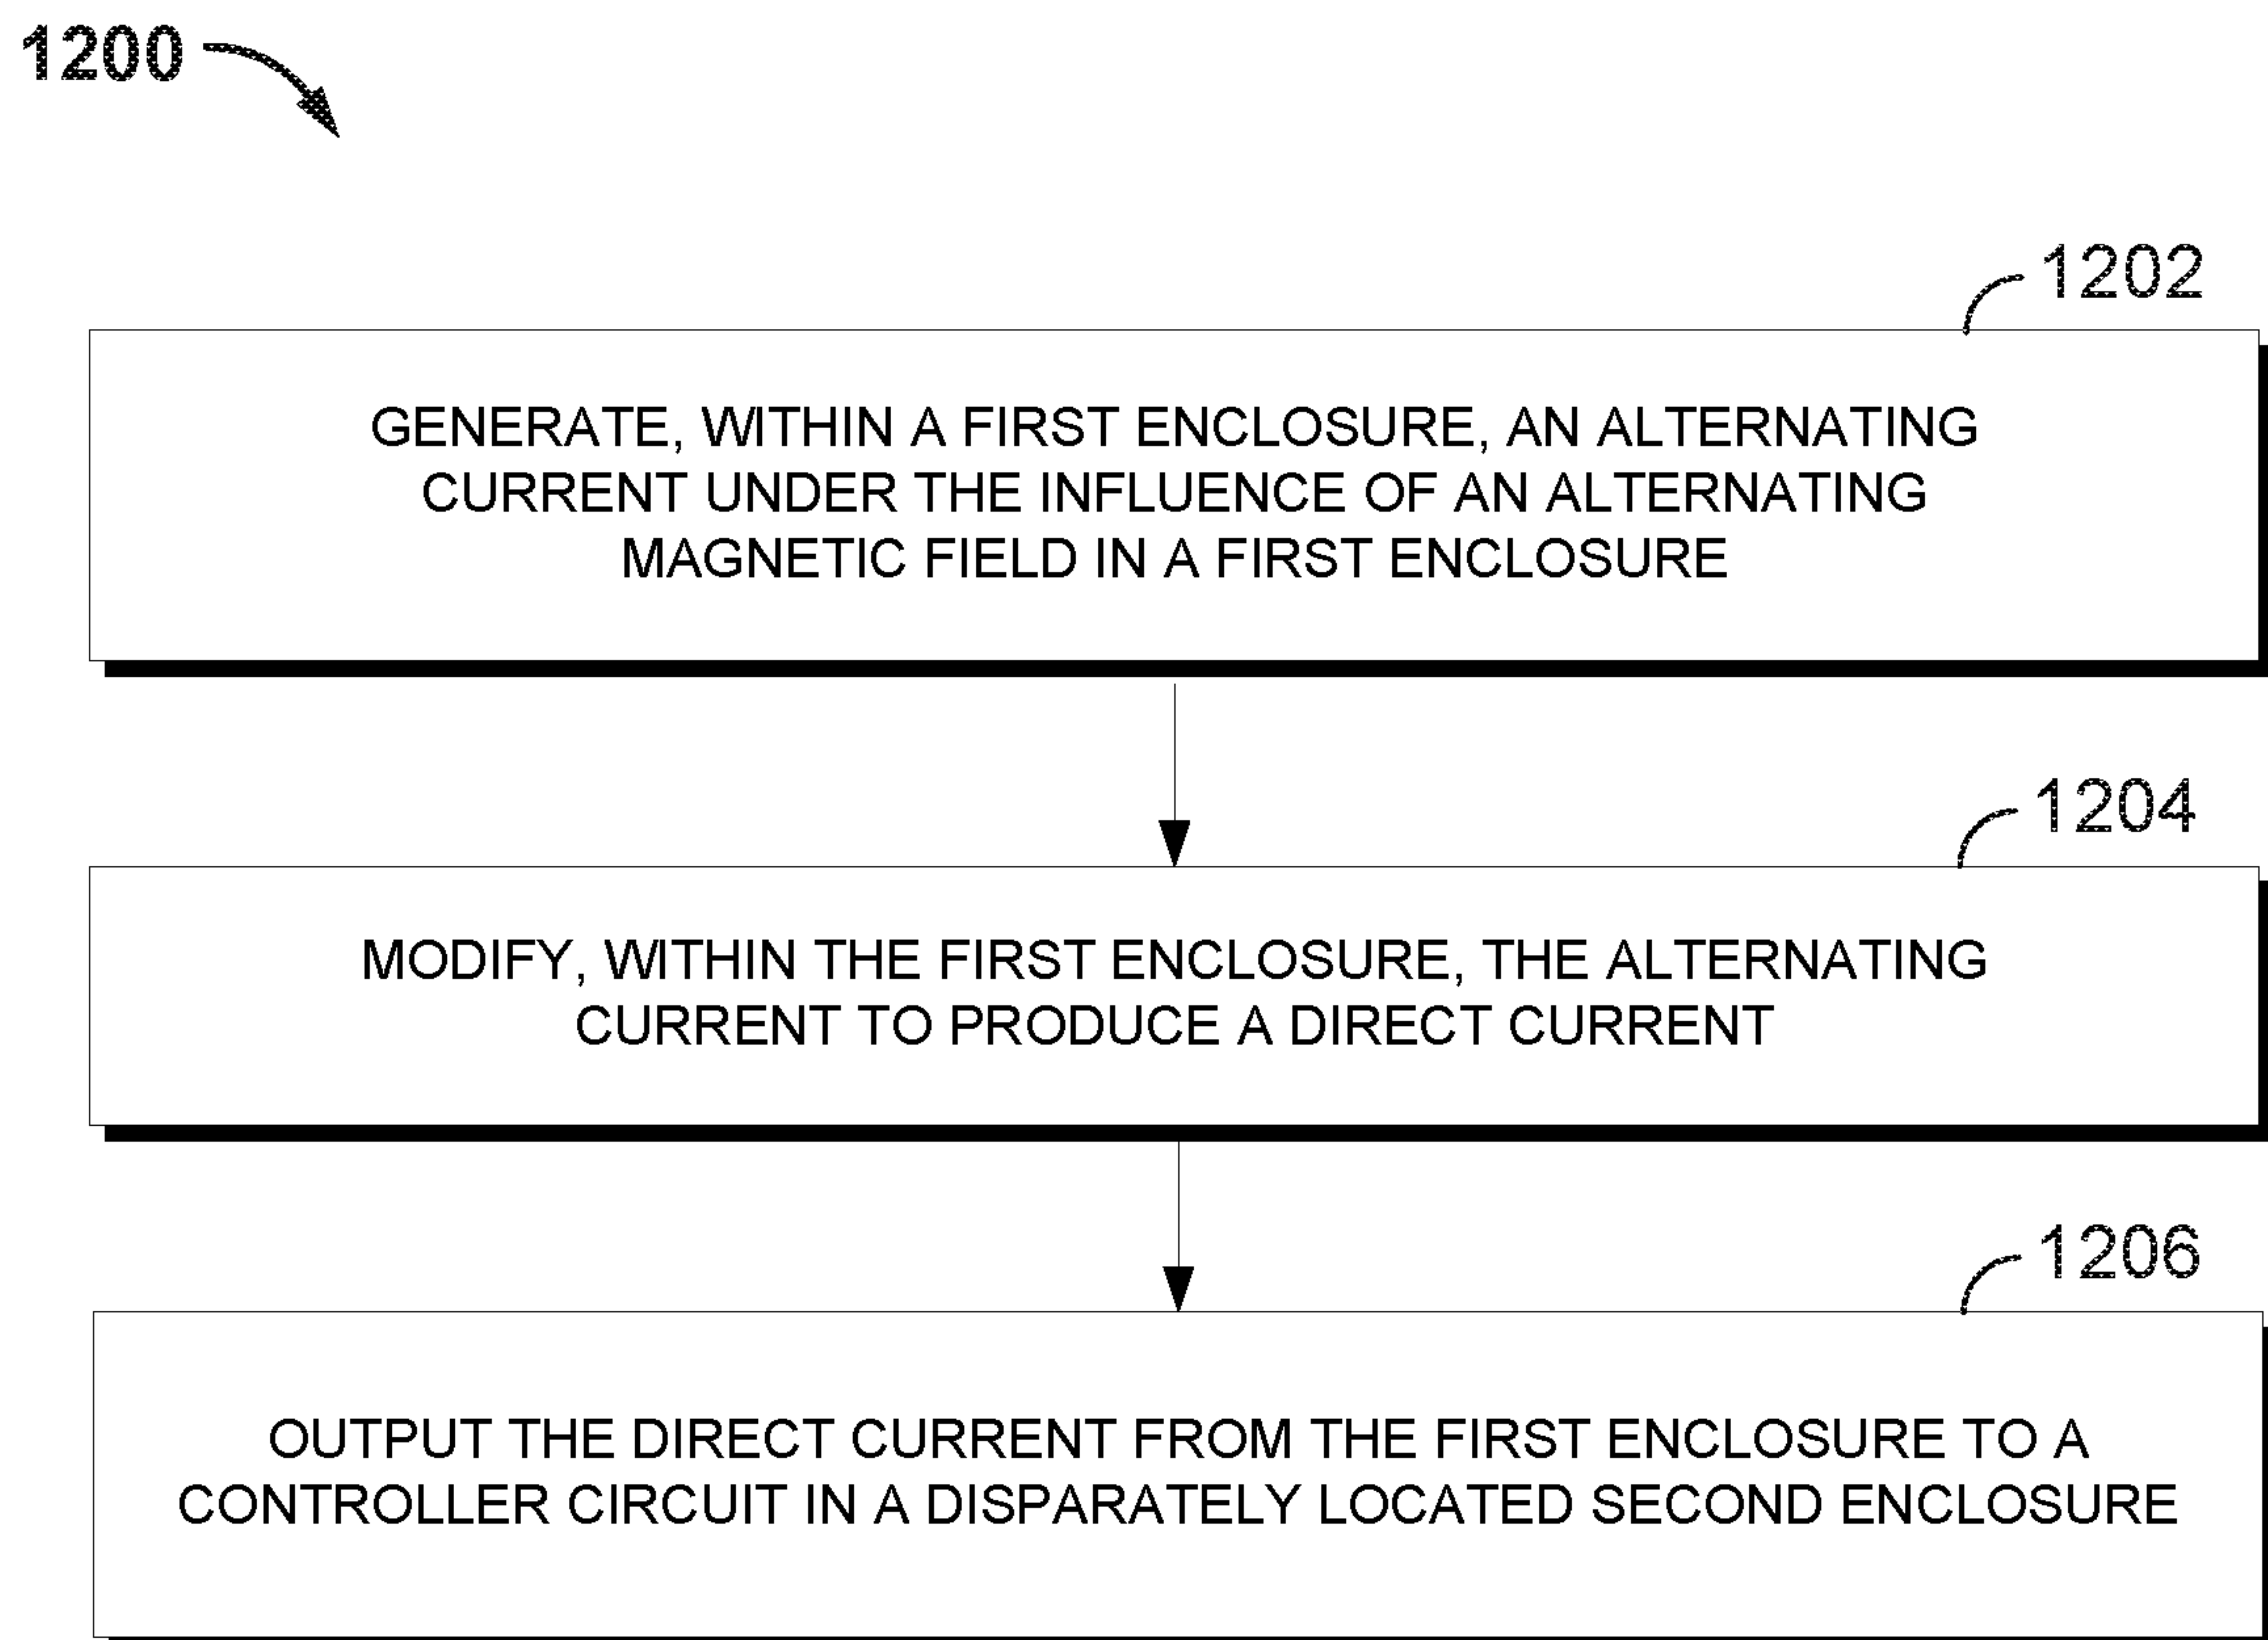 1200
1202
GENERATE, WITHIN A FIRST ENCLOSURE, AN ALTERNATING
CURRENT UNDER THE INFLUENCE OF AN ALTERNATING
MAGNETIC FIELD IN A FIRST ENCLOSURE
1204
MODIFY, WITHIN THE FIRST ENCLOSURE, THE ALTERNATING
CURRENT TO PRODUCE A DIRECT CURRENT
1206
OUTPUT THE DIRECT CURRENT FROM THE FIRST ENCLOSURE TO A
CONTROLLER CIRCUIT IN A DISPARATELY LOCATED SECOND ENCLOSURE